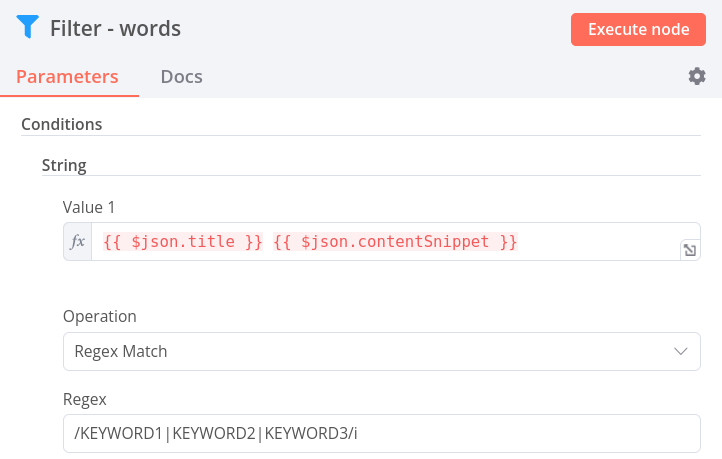 Filter - words
Execute node
Parameters Docs
Conditions
String
Value 1
fx {{ $json.title }} {{ $json.contentSnippet }}
Operation
Regex Match
Regex
/KEYWORD1|KEYWORD2|KEYWORD3/i